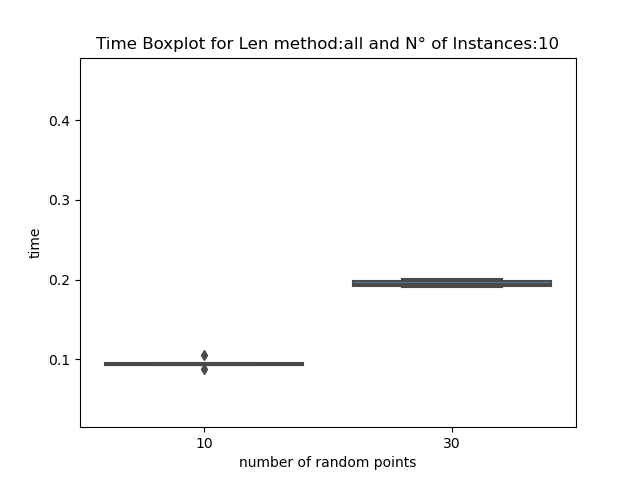 Time Boxplot for Len method:all and N° of Instances:10
0.4
0.3
0.2
0.1
time
10
30
number of random points